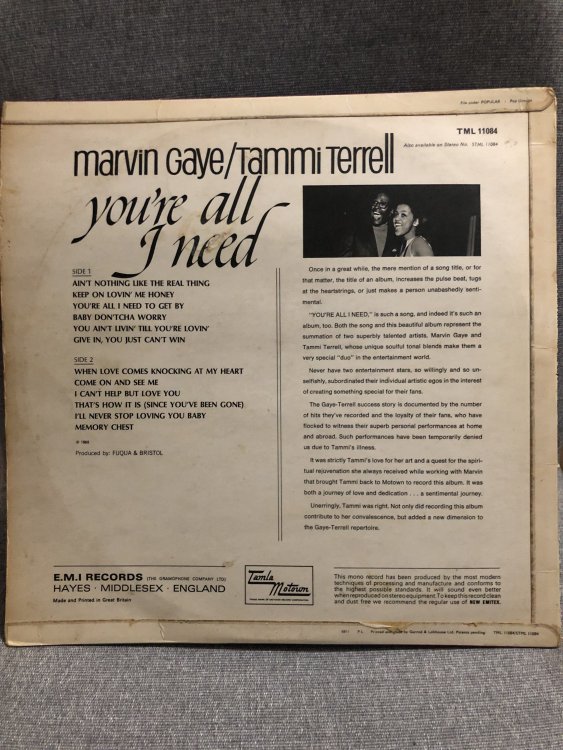 File under POPULAR : Pop Groups
TML 11084
Also available on Stereo No. STML 11084
marvin Gaye/Tammi Terrell
you're all
I need
SIDE 1
AIN'T NOTHING LIKE THE REAL THING
KEEP ON LOVIN' ME HONEY
YOU'RE ALL I NEED TO GET BY
BABY DON'TCHA WORRY
YOU AIN'T LIVIN' TILL YOU'RE LOVIN'
GIVE IN, YOU JUST CAN'T WIN
SIDE 2
WHEN LOVE COMES KNOCKING AT MY HEART
COME ON AND SEE ME
I CAN'T HELP BUT LOVE YOU
THAT'S HOW IT IS (SINCE YOU'VE BEEN GONE)
I'LL NEVER STOP LOVING YOU BABY
MEMORY CHEST
℗ 1968
Produced by: FUQUA & BRISTOL
Once in a great while, the mere mention of a song title, or for
that matter, the title of an album, increases the pulse beat, tugs
at the heartstrings, or just makes a person unabashedly senti-
mental.
"YOU'RE ALL I NEED," is such a song, and indeed it's such an
album, too. Both the song and this beautiful album represent the
summation of two superbly talented artists, Marvin Gaye and
Tammi Terrell, whose unique soulful tonal blends make them a
very special "duo" in the entertainment world.
Never have two entertainment stars, so willingly and so un-
selfishly, subordinated their individual artistic egos in the interest
of creating something special for their fans.
The Gaye-Terrell success story is documented by the number
of hits they've recorded and the loyalty of their fans, who have
flocked to witness their superb personal performances at home
and abroad. Such performances have been temporarily denied
us due to Tammi's illness.
It was strictly Tammi's love for her art and a quest for the spiri-
tual rejuvenation she always received while working with Marvin
that brought Tammi back to Motown to record this album. It was
both a journey of love and dedication . . . a sentimental journey.
Unerringly, Tammi was right. Not only did recording this album
contribute to her convalescence, but added a new dimension to
the Gaye-Terrell repertoire.
E.M.I RECORDS (THE GRAMOPHONE COMPANY LTD)
HAYES · MIDDLESEX · ENGLAND
Made and Printed in Great Britain
Tamla
Motown
TRADE MARK OF MOTOWN RECORD CORPORATION
This mono record has been produced by the most modern
techniques of processing and manufacture and conforms to
the highest possible standards. It will sound even better
when reproduced on stereo equipment. To keep this record clean
and dust free we recommend the regular use of NEW EMITEX.
6811 P.L. Printed and made by Garrod & Lofthouse Ltd. Patents pending TML 11084/STML 11084